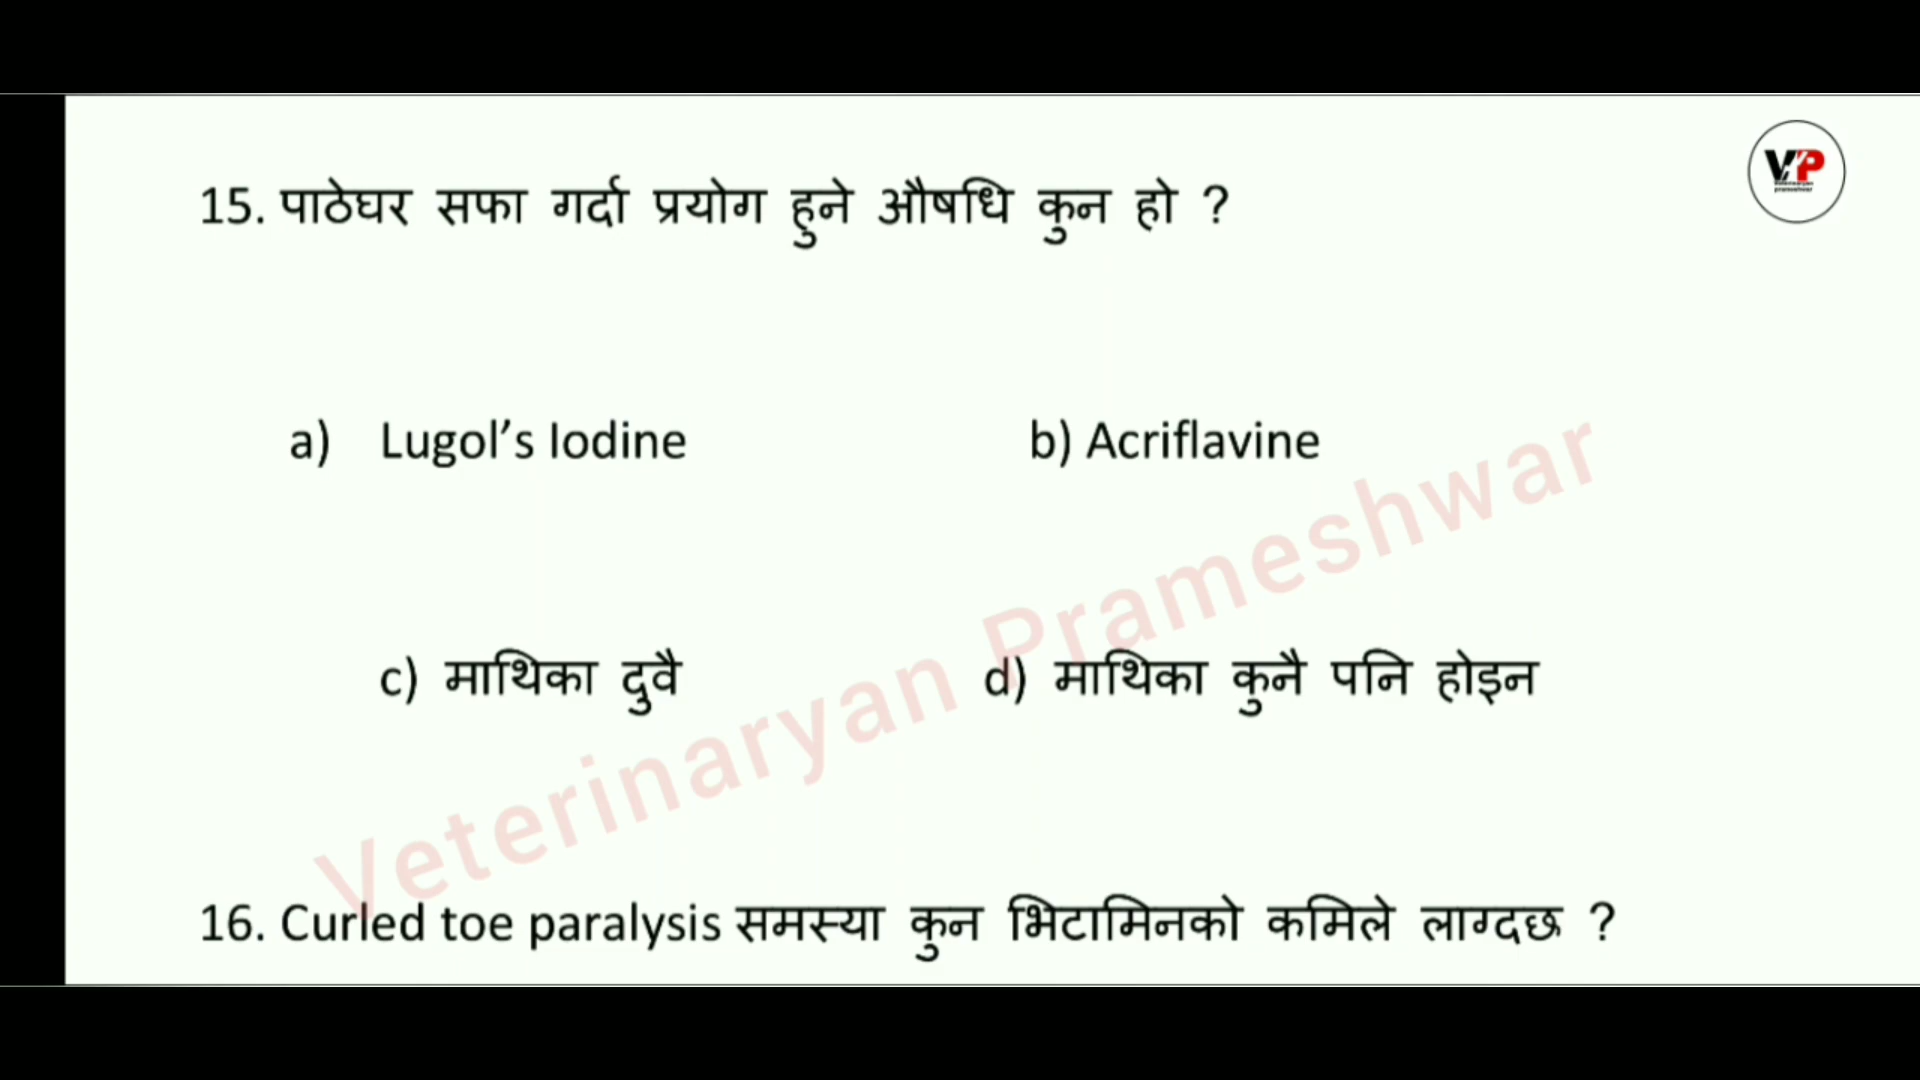 VP
15. पाठेघर सफा गर्दा प्रयोग हुने औषधि कुन हो ?
a) Lugol’s Iodine b) Acriflavine
c) माथिका दुवै d) माथिका कुनै पनि होइन
Veterinaryan Prameshwar
16. Curled toe paralysis समस्या कुन भिटामिनको कमिले लाग्दछ ?